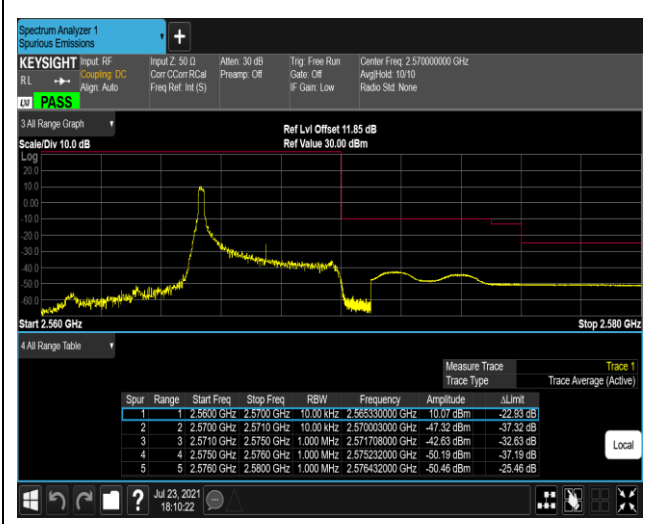 Spectrum Analyzer 1
Spurious Emissions
+
KEYSIGHT Input: RF Input Z: 50 Ω Atten: 30 dB Trig: Free Run Center Freq: 2.570000000 GHz
RL Coupling: DC Corr CCorr RCal Preamp: Off Gate: Off Avg|Hold: 10/10
Align: Auto Freq Ref: Int (S) IF Gain: Low Radio Std: None
LXI PASS
3 All Range Graph
Ref Lvl Offset 11.85 dB
Scale/Div 10.0 dB Ref Value 30.00 dBm
Log
20.0
10.0
0.00
-10.0
-20.0
-30.0
-40.0
-50.0
-60.0
Start 2.560 GHz Stop 2.580 GHz
4 All Range Table
Measure Trace Trace 1
Trace Type Trace Average (Active)
Spur Range Start Freq Stop Freq RBW Frequency Amplitude ΔLimit
1 1 2.5600 GHz 2.5700 GHz 10.00 kHz 2.565330000 GHz 10.07 dBm -22.93 dB
2 2 2.5700 GHz 2.5710 GHz 10.00 kHz 2.570003000 GHz -47.32 dBm -37.32 dB
3 3 2.5710 GHz 2.5750 GHz 1.000 MHz 2.571708000 GHz -42.63 dBm -32.63 dB
4 4 2.5750 GHz 2.5760 GHz 1.000 MHz 2.575232000 GHz -50.19 dBm -37.19 dB
5 5 2.5760 GHz 2.5800 GHz 1.000 MHz 2.576432000 GHz -50.46 dBm -25.46 dB
Local
? Jul 23, 2021
18:10:22